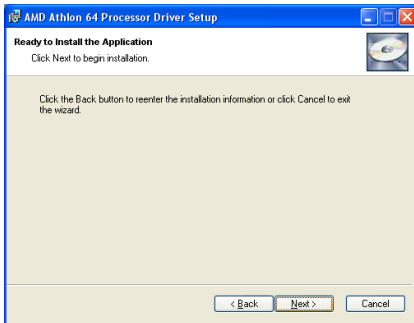 AMD Athlon 64 Processor Driver Setup
Ready to Install the Application
Click Next to begin installation.
Click the Back button to reenter the installation information or click Cancel to exit
the wizard.
< Back
Next >
Cancel